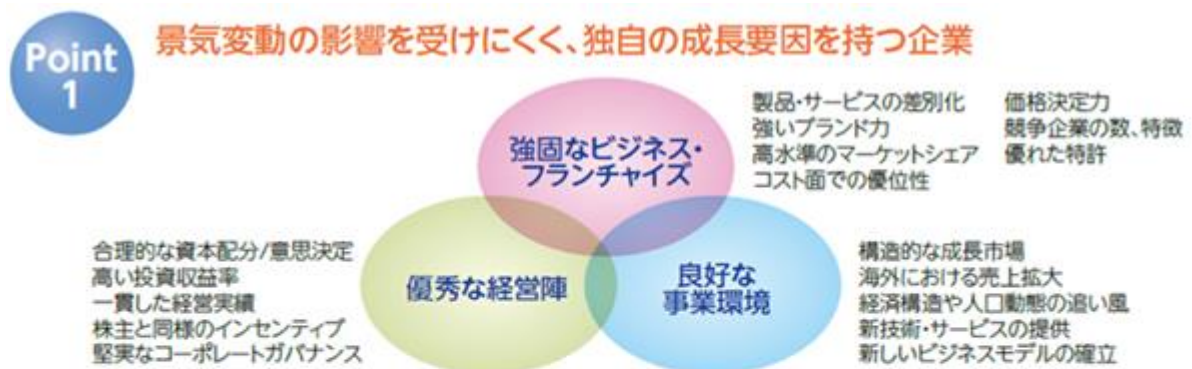 Point
1
景気変動の影響を受けにくく、独自の成長要因を持つ企業
強固なビジネス・
フランチャイズ
製品・サービスの差別化
強いブランド力
高水準のマーケットシェア
コスト面での優位性
価格決定力
競争企業の数、特徴
優れた特許
合理的な資本配分/意思決定
高い投資収益率
一貫した経営実績
株主と同様のインセンティブ
堅実なコーポレートガバナンス
優秀な経営陣
良好な
事業環境
構造的な成長市場
海外における売上拡大
経済構造や人口動態の追い風
新技術・サービスの提供
新しいビジネスモデルの確立